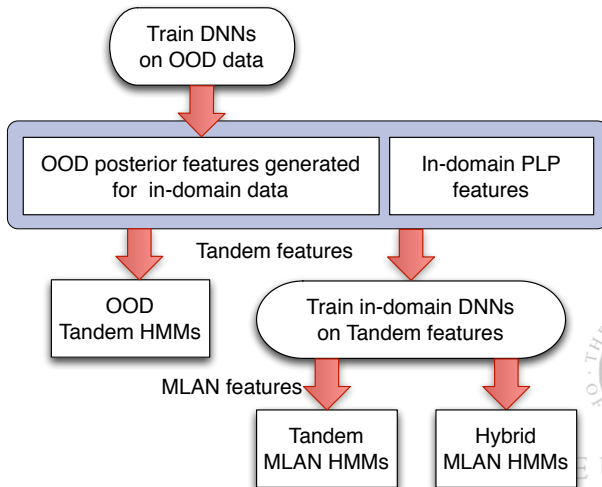 Train DNNs
on OOD data
OOD posterior features generated
for in-domain data
In-domain PLP
features
Tandem features
OOD
Tandem HMMs
Train in-domain DNNs
on Tandem features
MLAN features
Tandem
MLAN HMMs
Hybrid
MLAN HMMs